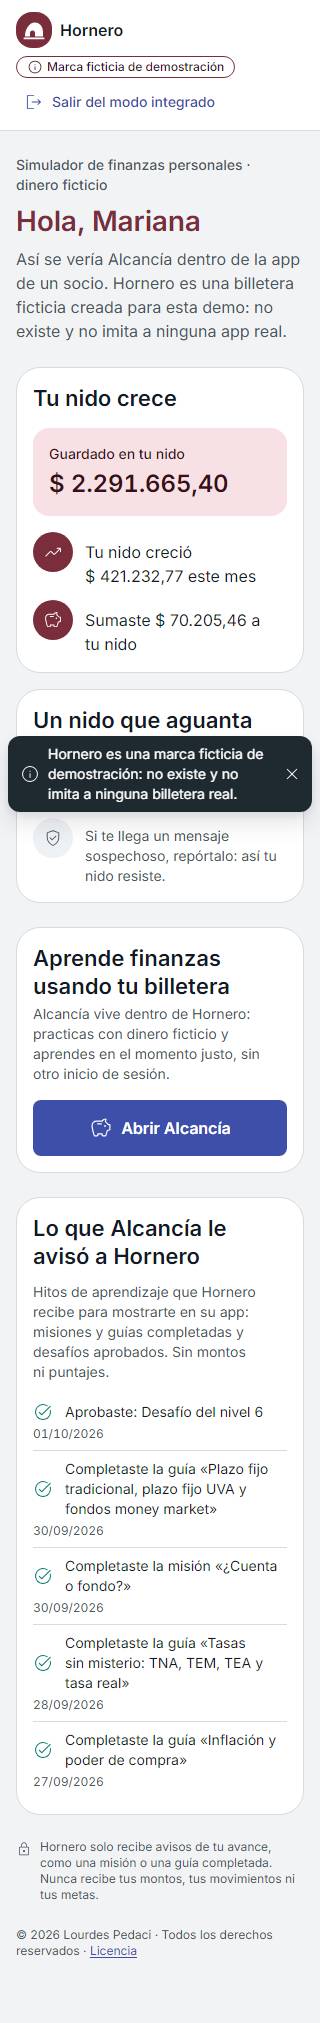 Hornero
Marca ficticia de demostración
Salir del modo integrado
Simulador de finanzas personales ·
dinero ficticio
Hola, Mariana
Así se vería Alcancía dentro de la app
de un socio. Hornero es una billetera
ficticia creada para esta demo: no
existe y no imita a ninguna app real.
Tu nido crece
Guardado en tu nido
$ 2.291.665,40
Tu nido creció
$ 421.232,77 este mes
Sumaste $ 70.205,46 a
tu nido
Un nido que aguanta
Hornero es una marca ficticia de
demostración: no existe y no
imita a ninguna billetera real.
Si te llega un mensaje
sospechoso, repórtalo: así tu
nido resiste.
Aprende finanzas
usando tu billetera
Alcancía vive dentro de Hornero:
practicas con dinero ficticio y
aprendes en el momento justo, sin
otro inicio de sesión.
Abrir Alcancía
Lo que Alcancía le
avisó a Hornero
Hitos de aprendizaje que Hornero
recibe para mostrarte en su app:
misiones y guías completadas y
desafíos aprobados. Sin montos
ni puntajes.
Aprobaste: Desafío del nivel 6
01/10/2026
Completaste la guía «Plazo fijo
tradicional, plazo fijo UVA y
fondos money market»
30/09/2026
Completaste la misión «¿Cuenta
o fondo?»
30/09/2026
Completaste la guía «Tasas
sin misterio: TNA, TEM, TEA y
tasa real»
28/09/2026
Completaste la guía «Inflación y
poder de compra»
27/09/2026
Hornero solo recibe avisos de tu avance,
como una misión o una guía completada.
Nunca recibe tus montos, tus movimientos ni
tus metas.
© 2026 Lourdes Pedaci · Todos los derechos
reservados · Licencia